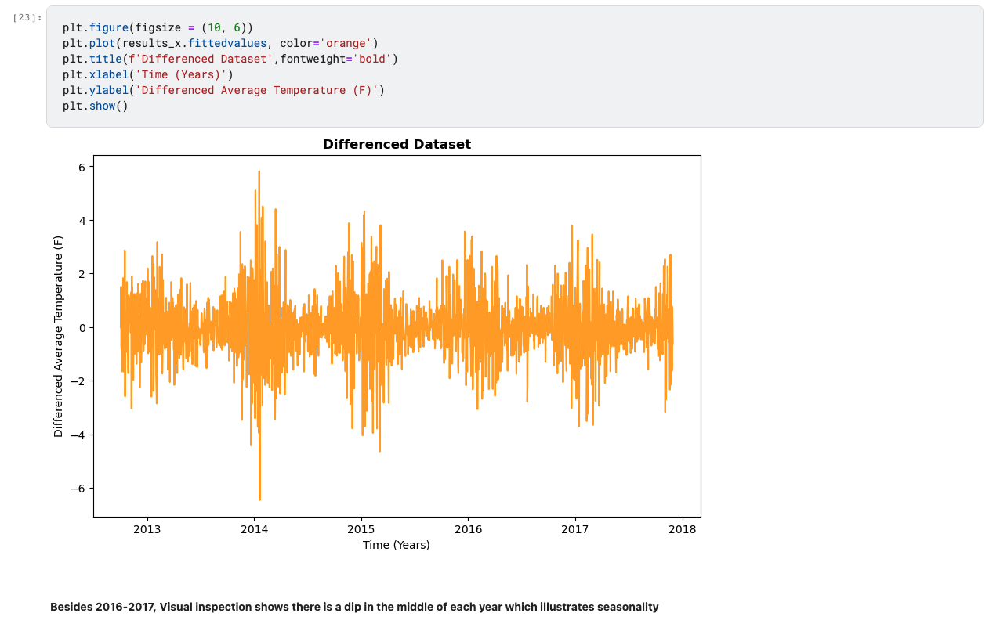 [23]:
plt.figure(figsize = (10, 6))
plt.plot(results_x.fittedvalues, color='orange')
plt.title(f'Differenced Dataset',fontweight='bold')
plt.xlabel('Time (Years)')
plt.ylabel('Differenced Average Temperature (F)')
plt.show()
Differenced Dataset
Differenced Average Temperature (F)
6
4
2
0
−2
−4
−6
2013 2014 2015 2016 2017 2018
Time (Years)
Besides 2016-2017, Visual inspection shows there is a dip in the middle of each year which illustrates seasonality